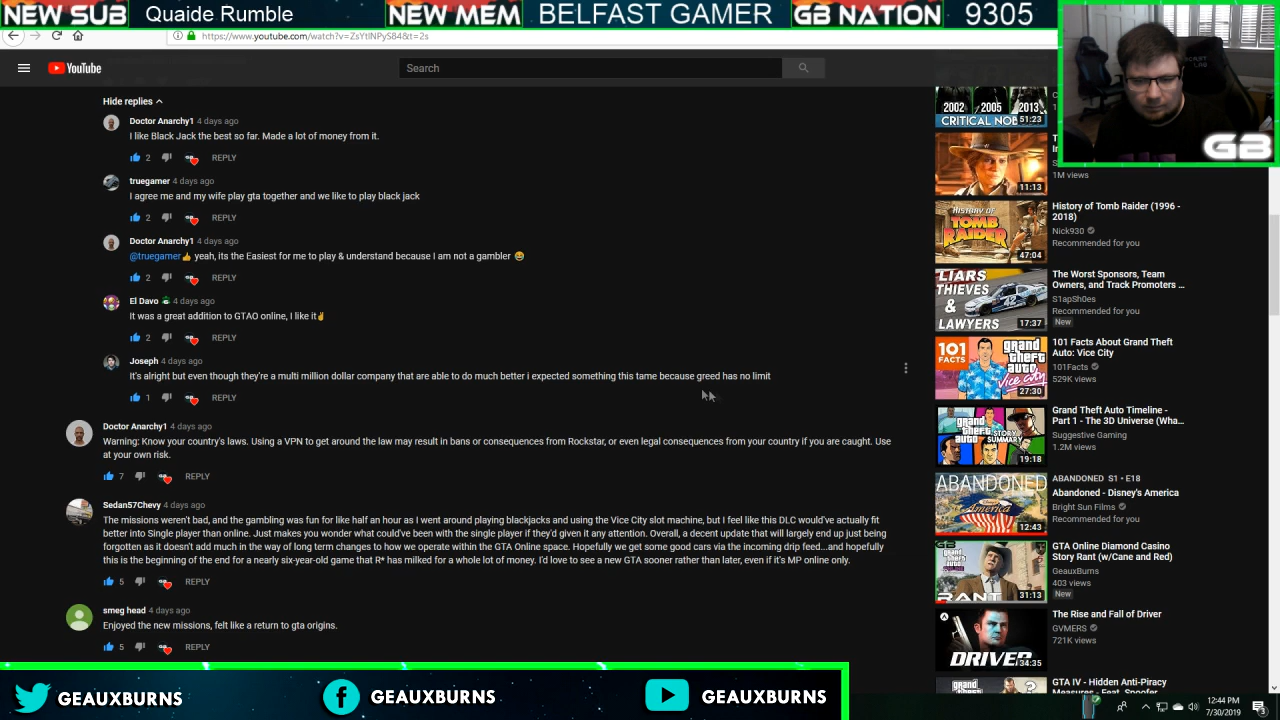 NEW SUB Quaide Rumble NEW MEM BELFAST GAMER GB NATION 9305
https://www.youtube.com/watch?v=ZsYtlNPyS84&t=2s
YouTube
Search
Hide replies
Doctor Anarchy1 4 days ago
I like Black Jack the best so far. Made a lot of money from it.
2 REPLY
truegamer 4 days ago
I agree me and my wife play gta together and we like to play black jack
2 REPLY
Doctor Anarchy1 4 days ago
@truegamer👍 yeah, its the Easiest for me to play & understand because I am not a gambler 😅
2 REPLY
El Davo 4 days ago
It was a great addition to GTAO online, I like it✌
2 REPLY
Joseph 4 days ago
It's alright but even though they're a multi million dollar company that are able to do much better i expected something this tame because greed has no limit
1 REPLY
Doctor Anarchy1 4 days ago
Warning: Know your country's laws. Using a VPN to get around the law may result in bans or consequences from Rockstar, or even legal consequences from your country if you are caught. Use
at your own risk.
7 REPLY
Sedan57Chevy 4 days ago
The missions weren't bad, and the gambling was fun for like half an hour as I went around playing blackjacks and using the Vice City slot machine, but I feel like this DLC would've actually fit
better into Single player than online. Just makes you wonder what could've been with the single player if they'd given it any attention. Overall, a decent update that will largely end up just being
forgotten as it doesn't add much in the way of long term changes to how we operate within the GTA Online space. Hopefully we get some good cars via the incoming drip feed...and hopefully
this is the beginning of the end for a nearly six-year-old game that R* has milked for a whole lot of money. I'd love to see a new GTA sooner rather than later, even if it's MP online only.
5 REPLY
smeg head 4 days ago
Enjoyed the new missions, felt like a return to gta origins.
5 REPLY
2002 2005 2013
CRITICAL NOB
51:23
11:13
1M views
HISTORY OF
TOMB
RAIDER
47:04
History of Tomb Raider (1996 -
2018)
Nick930
Recommended for you
LIARS
THIEVES
&
LAWYERS
17:37
The Worst Sponsors, Team
Owners, and Track Promoters ...
S1apSh0es
Recommended for you
New
101
FACTS
grand
theft
auto
Vice City
27:30
101 Facts About Grand Theft
Auto: Vice City
101Facts
529K views
STORY
SUMMARY
19:18
Grand Theft Auto Timeline -
Part 1 - The 3D Universe (Wha...
Suggestive Gaming
1.2M views
ABANDONED
12:43
ABANDONED S1 • E18
Abandoned - Disney's America
Bright Sun Films
Recommended for you
RANT
31:13
GTA Online Diamond Casino
Story Rant (w/Cane and Red)
GeauxBurns
403 views
New
DRIVER
34:35
The Rise and Fall of Driver
GVMERS
721K views
GTA IV - Hidden Anti-Piracy
Measures - Feat. Spoofer
GB
GEAUXBURNS GEAUXBURNS GEAUXBURNS
12:44 PM
7/30/2019
3